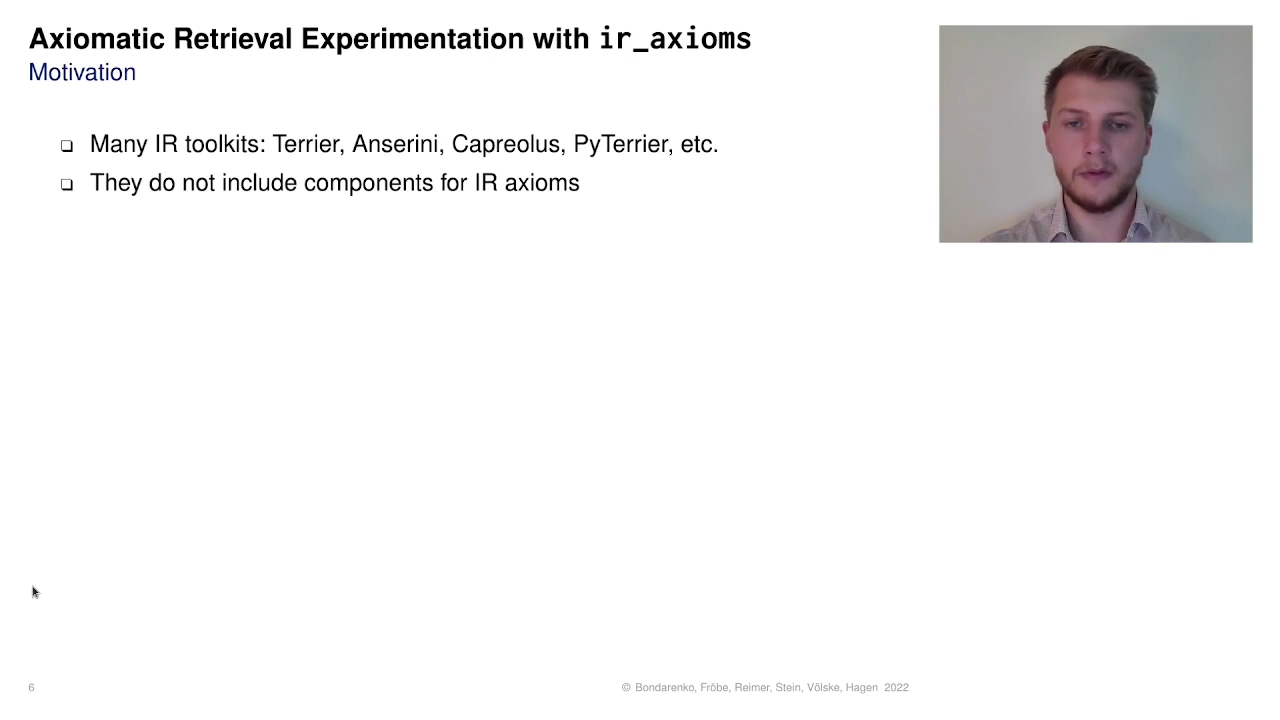 Axiomatic Retrieval Experimentation with ir_axioms
Motivation
❏ Many IR toolkits: Terrier, Anserini, Capreolus, PyTerrier, etc.
❏ They do not include components for IR axioms
6
© Bondarenko, Fröbe, Reimer, Stein, Völske, Hagen 2022